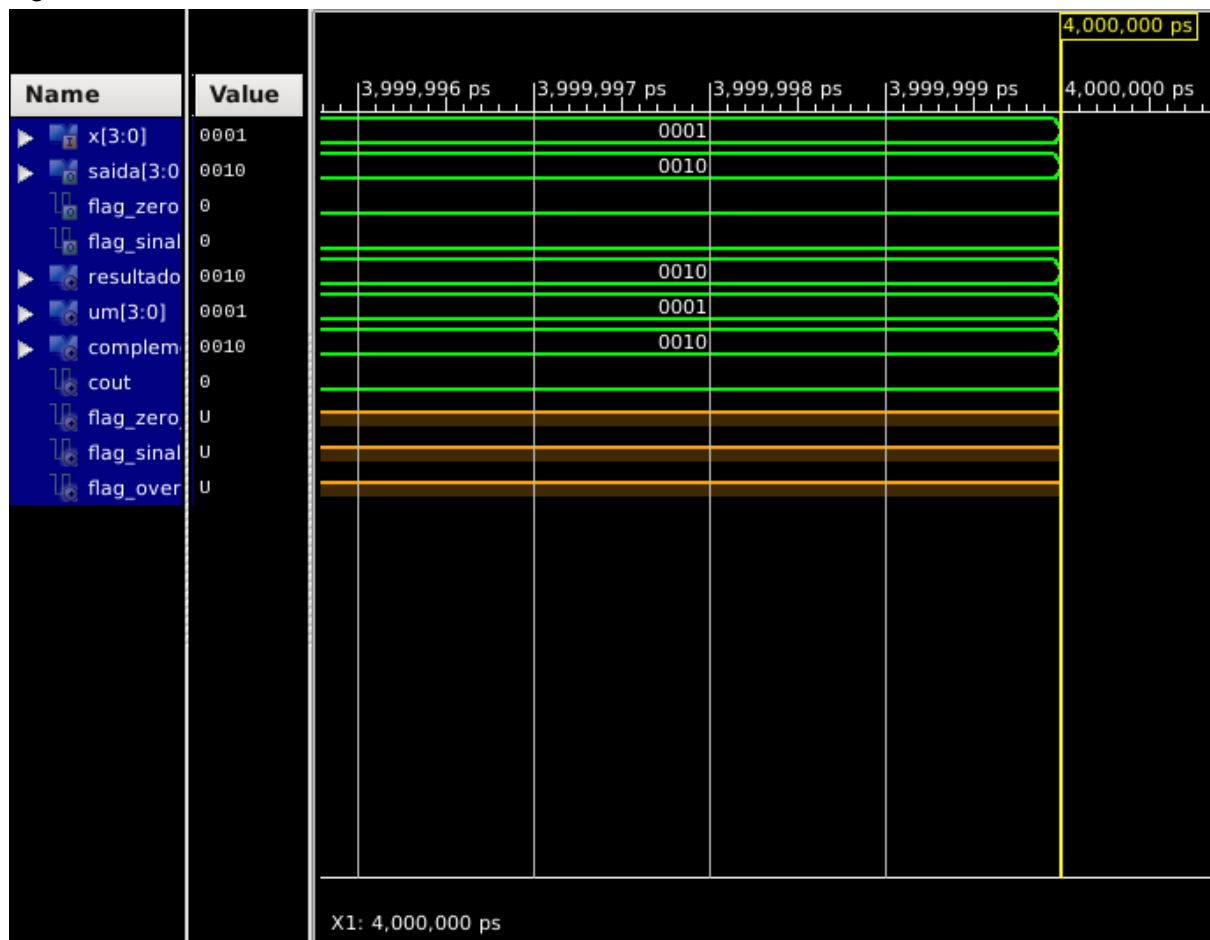 4,000,000 ps
Name Value
3,999,996 ps 3,999,997 ps 3,999,998 ps 3,999,999 ps 4,000,000 ps
x[3:0] 0001 0001
saida[3:0 0010 0010
flag_zero 0
flag_sinal 0
resultado 0010 0010
um[3:0] 0001 0001
complem 0010 0010
cout 0
flag_zero_ U
flag_sinal U
flag_over U
X1: 4,000,000 ps